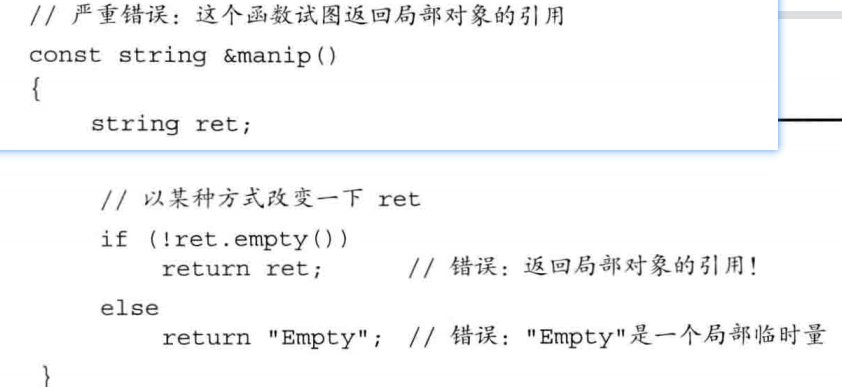 // 严重错误：这个函数试图返回局部对象的引用
const string &manip()
{
string ret;
// 以某种方式改变一下 ret
if (!ret.empty())
return ret; // 错误：返回局部对象的引用！
else
return "Empty"; // 错误："Empty"是一个局部临时量
}